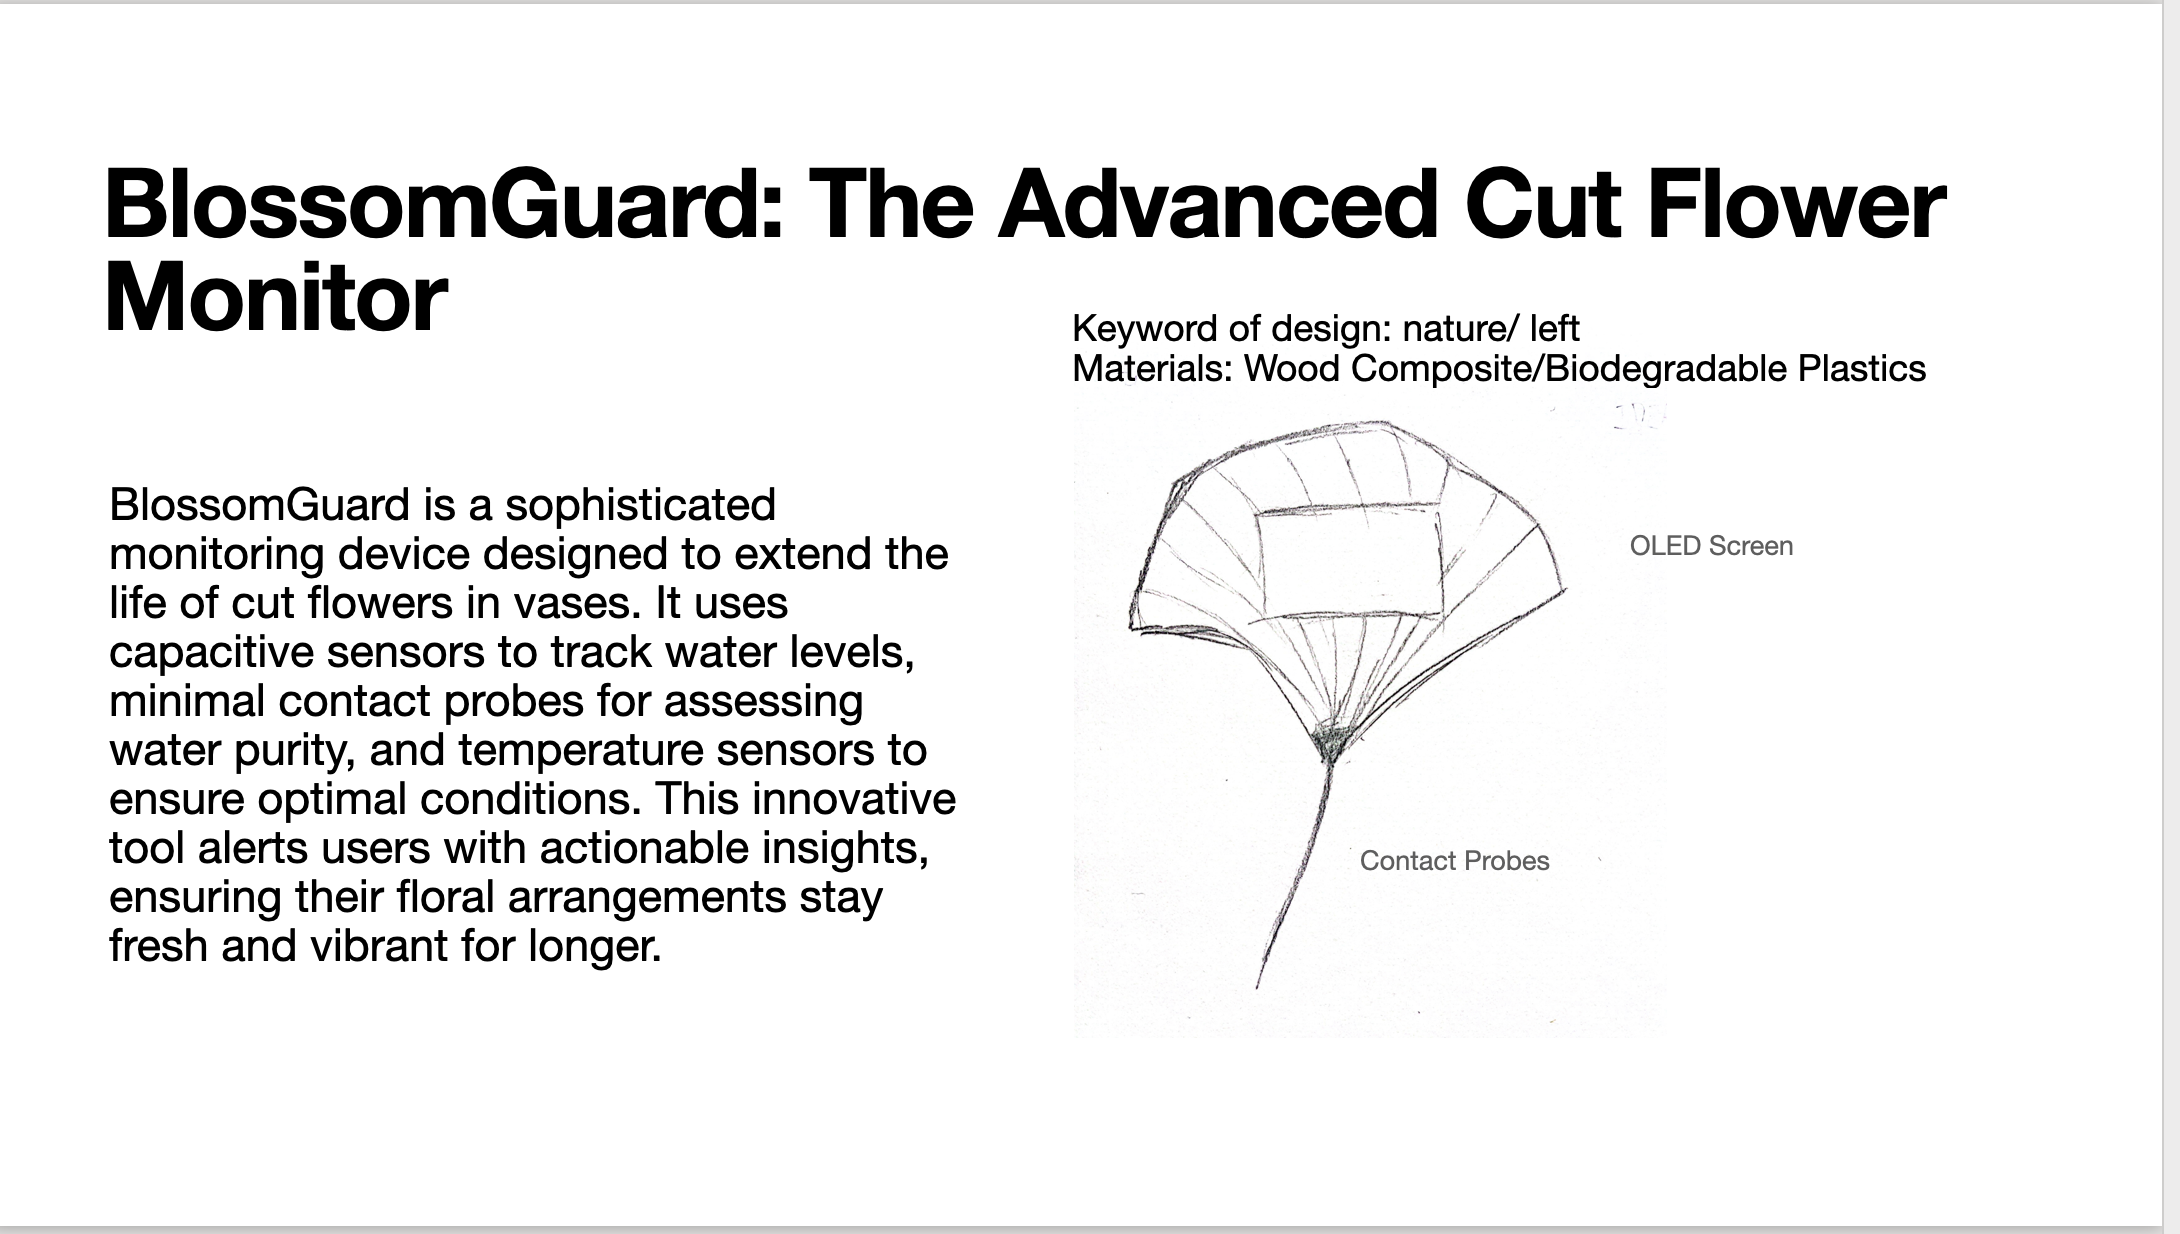 BlossomGuard: The Advanced Cut Flower
Monitor
Keyword of design: nature/ left
Materials: Wood Composite/Biodegradable Plastics
BlossomGuard is a sophisticated
monitoring device designed to extend the
life of cut flowers in vases. It uses
capacitive sensors to track water levels,
minimal contact probes for assessing
water purity, and temperature sensors to
ensure optimal conditions. This innovative
tool alerts users with actionable insights,
ensuring their floral arrangements stay
fresh and vibrant for longer.
OLED Screen
Contact Probes